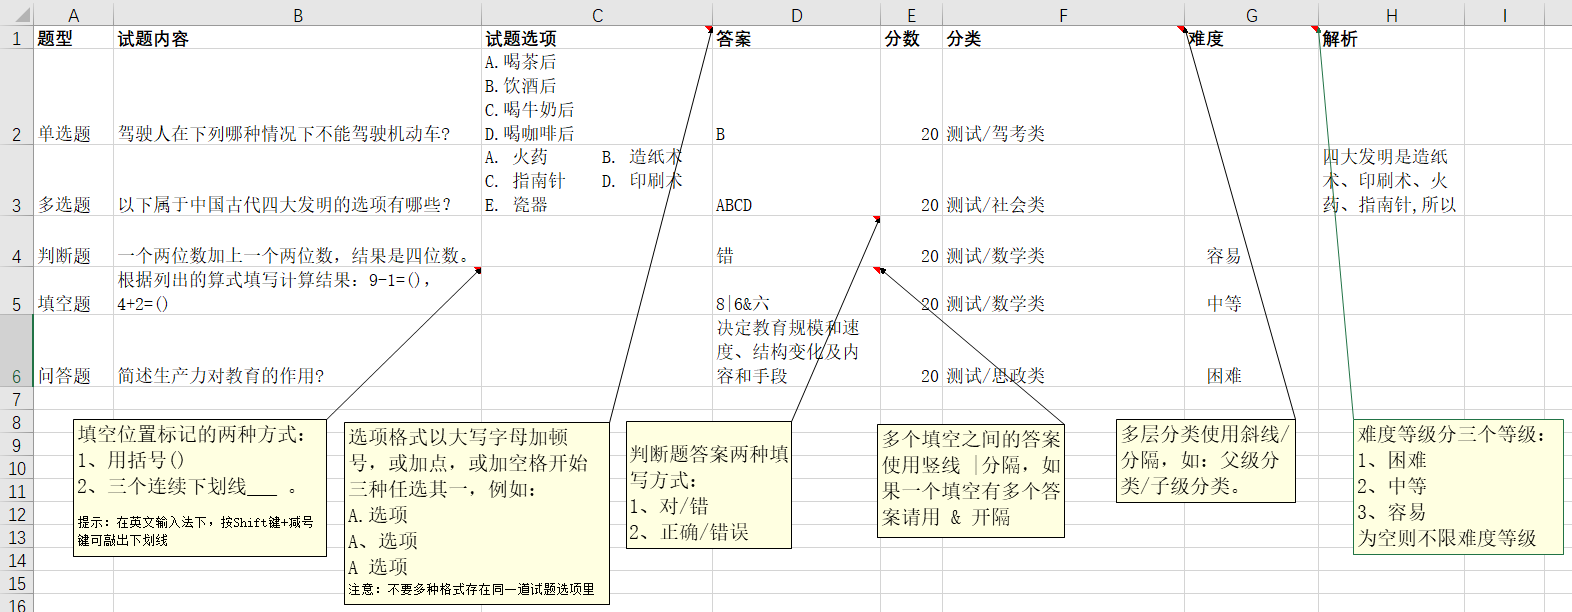 A B C D E F G H I
1 题型 试题内容 试题选项 答案 分数 分类 难度 解析
A.喝茶后
B.饮酒后
C.喝牛奶后
2 单选题 驾驶人在下列哪种情况下不能驾驶机动车? D.喝咖啡后 B 20 测试/驾考类
A. 火药 B. 造纸术 四大发明是造纸
C. 指南针 D. 印刷术 术、印刷术、火
3 多选题 以下属于中国古代四大发明的选项有哪些? E. 瓷器 ABCD 20 测试/社会类 药、指南针,所以
4 判断题 一个两位数加上一个两位数，结果是四位数。 错 20 测试/数学类 容易
根据列出的算式填写计算结果：9-1=()，
5 填空题 4+2=() 8|6&六 20 测试/数学类 中等
决定教育规模和速
度、结构变化及内
6 问答题 简述生产力对教育的作用? 容和手段 20 测试/思政类 困难
7
8
9
10
11
12
13
14
15
16
填空位置标记的两种方式：
1、用括号()
2、三个连续下划线___ 。
提示：在英文输入法下，按Shift键+减号
键可敲出下划线
选项格式以大写字母加顿
号，或加点，或加空格开始
三种任选其一，例如：
A.选项
A、选项
A 选项
注意：不要多种格式存在同一道试题选项里
判断题答案两种填
写方式：
1、对/错
2、正确/错误
多个填空之间的答案
使用竖线 |分隔，如
果一个填空有多个答
案请用 & 开隔
多层分类使用斜线/
分隔，如：父级分
类/子级分类。
难度等级分三个等级：
1、困难
2、中等
3、容易
为空则不限难度等级